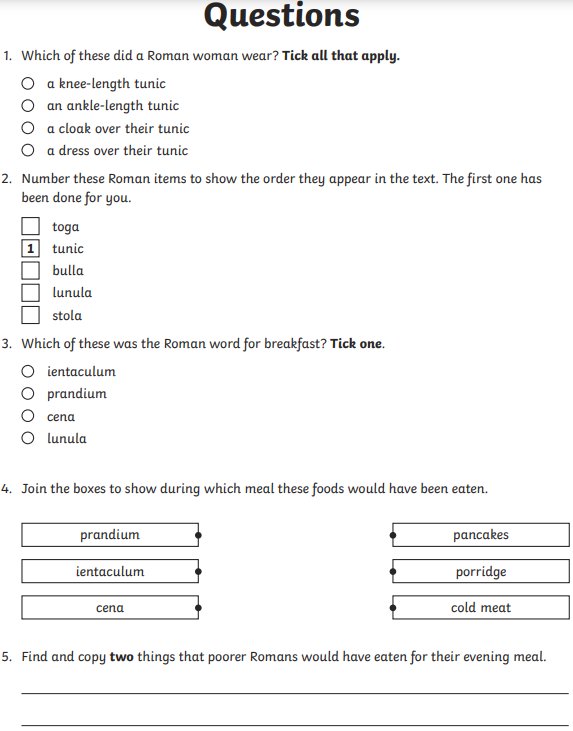 Questions
1. Which of these did a Roman woman wear? Tick all that apply.
a knee-length tunic
an ankle-length tunic
a cloak over their tunic
a dress over their tunic
2. Number these Roman items to show the order they appear in the text. The first one has
been done for you.
toga
1 tunic
bulla
lunula
stola
3. Which of these was the Roman word for breakfast? Tick one.
ientaculum
prandium
cena
lunula
4. Join the boxes to show during which meal these foods would have been eaten.
prandium pancakes
ientaculum porridge
cena cold meat
5. Find and copy two things that poorer Romans would have eaten for their evening meal.